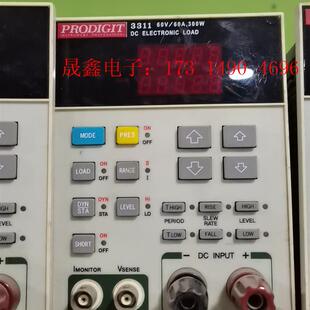 PRODIGIT
3311 60V/60A,300W
DC ELECTRONIC LOAD
晟鑫电子：173 1490 4696
MODE
PRES
ON
OFF
LOAD
ON
OFF
RANGE
II
I
DYN
STA
DYN
STA
LEVEL
HI
LO
SHORT
ON
OFF
T HIGH
RISE
HIGH
PERIOD
SLEW
RATE
LEVEL
T LOW
FALL
LOW
IMONITOR
VSENSE
− DC INPUT +
HIGH
LEVEL
LOW